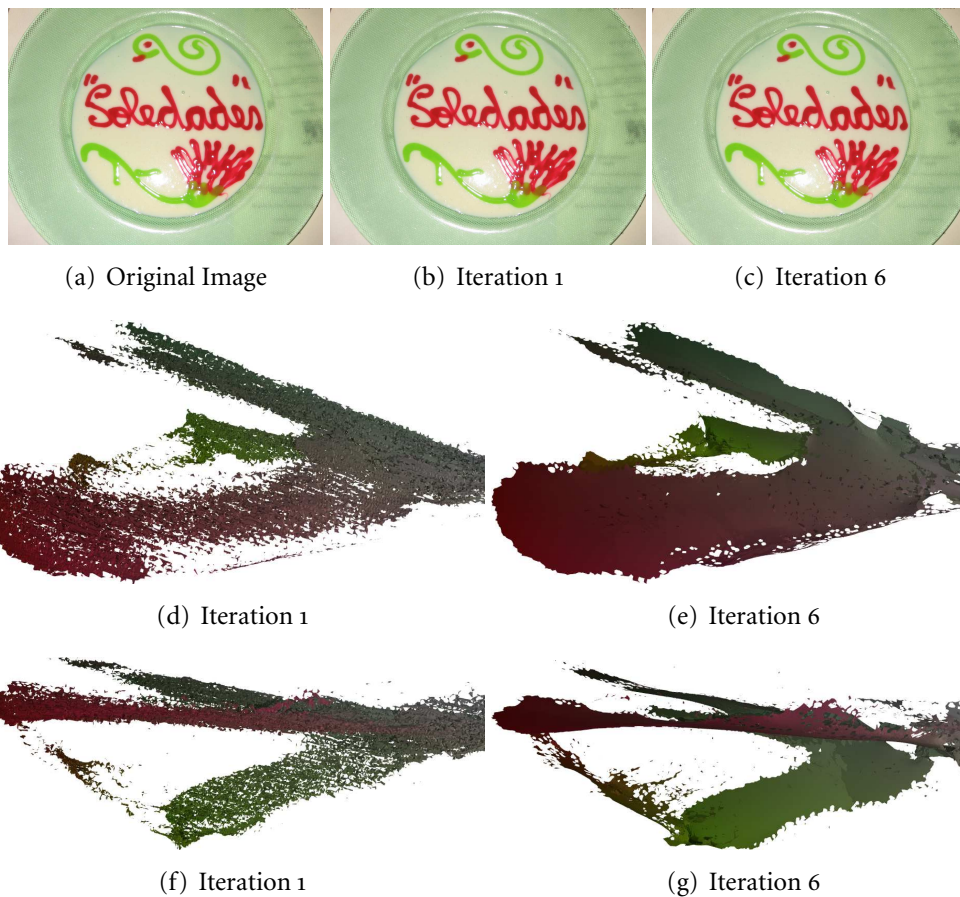 "Soledades"
"Soledades"
"Soledades"
(a) Original Image
(b) Iteration 1
(c) Iteration 6
(d) Iteration 1
(e) Iteration 6
(f) Iteration 1
(g) Iteration 6